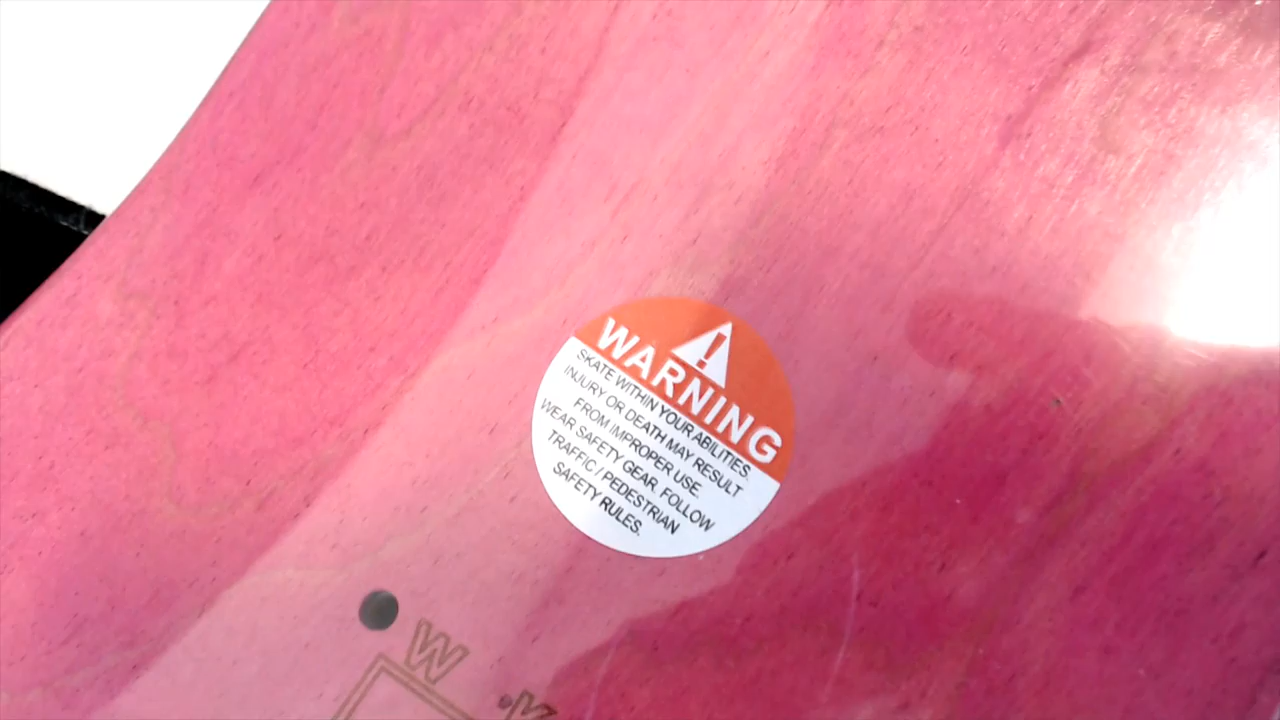 WARNING
SKATE WITHIN YOUR ABILITIES.
INJURY OR DEATH MAY RESULT
FROM IMPROPER USE.
WEAR SAFETY GEAR. FOLLOW
TRAFFIC / PEDESTRIAN
SAFETY RULES.
W